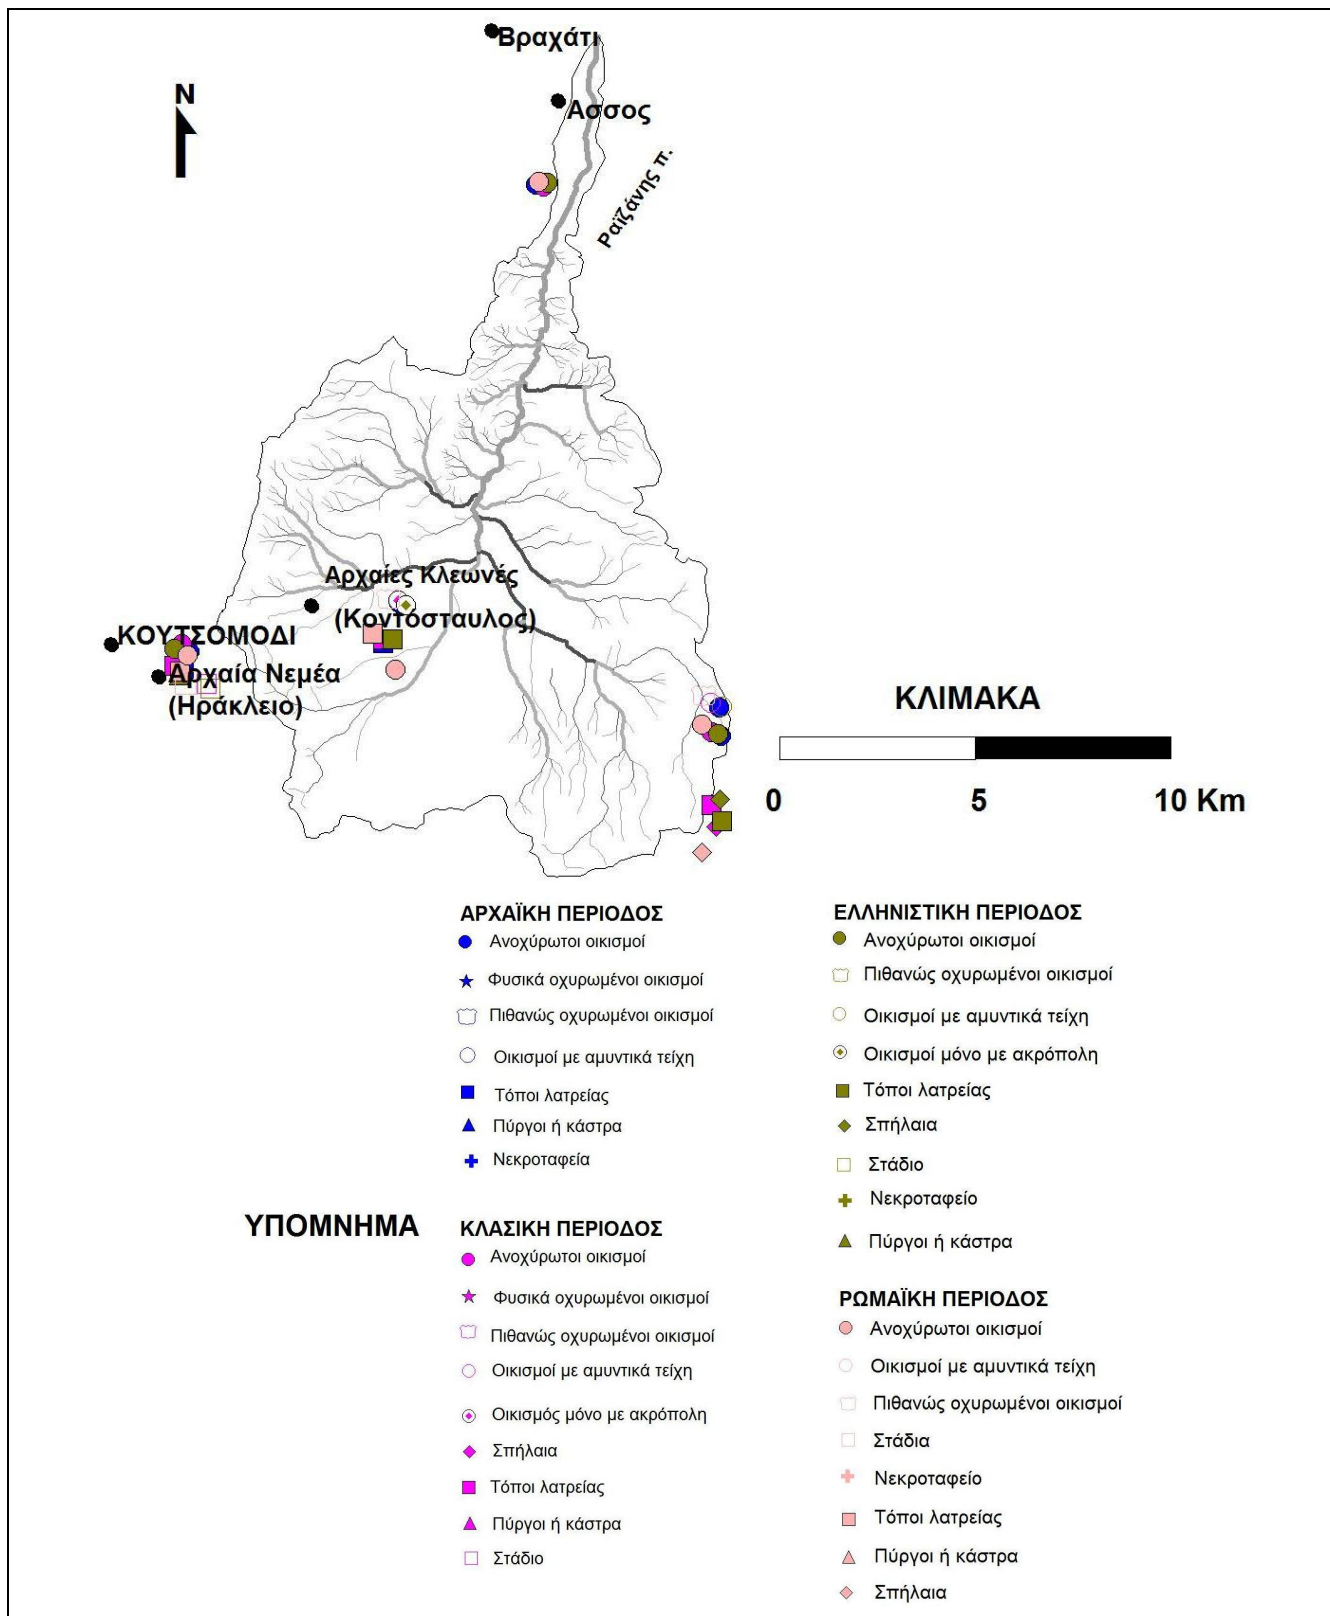 Βραχάτι
N
Ασσος
Ραϊζάνης π.
Αρχαίες Κλεωνές
(Κοντόσταυλος)
ΚΟΥΤΣΟΜΟΔΙ
Αρχαία Νεμέα
(Ηράκλειο)
ΚΛΙΜΑΚΑ
0 5 10 Km
ΥΠΟΜΝΗΜΑ
ΑΡΧΑΪΚΗ ΠΕΡΙΟΔΟΣ
Ανοχύρωτοι οικισμοί
Φυσικά οχυρωμένοι οικισμοί
Πιθανώς οχυρωμένοι οικισμοί
Οικισμοί με αμυντικά τείχη
Τόποι λατρείας
Πύργοι ή κάστρα
Νεκροταφεία
ΚΛΑΣΙΚΗ ΠΕΡΙΟΔΟΣ
Ανοχύρωτοι οικισμοί
Φυσικά οχυρωμένοι οικισμοί
Πιθανώς οχυρωμένοι οικισμοί
Οικισμοί με αμυντικά τείχη
Οικισμός μόνο με ακρόπολη
Σπήλαια
Τόποι λατρείας
Πύργοι ή κάστρα
Στάδιο
ΕΛΛΗΝΙΣΤΙΚΗ ΠΕΡΙΟΔΟΣ
Ανοχύρωτοι οικισμοί
Πιθανώς οχυρωμένοι οικισμοί
Οικισμοί με αμυντικά τείχη
Οικισμοί μόνο με ακρόπολη
Τόποι λατρείας
Σπήλαια
Στάδιο
Νεκροταφείο
Πύργοι ή κάστρα
ΡΩΜΑΪΚΗ ΠΕΡΙΟΔΟΣ
Ανοχύρωτοι οικισμοί
Οικισμοί με αμυντικά τείχη
Πιθανώς οχυρωμένοι οικισμοί
Στάδια
Νεκροταφείο
Τόποι λατρείας
Πύργοι ή κάστρα
Σπήλαια